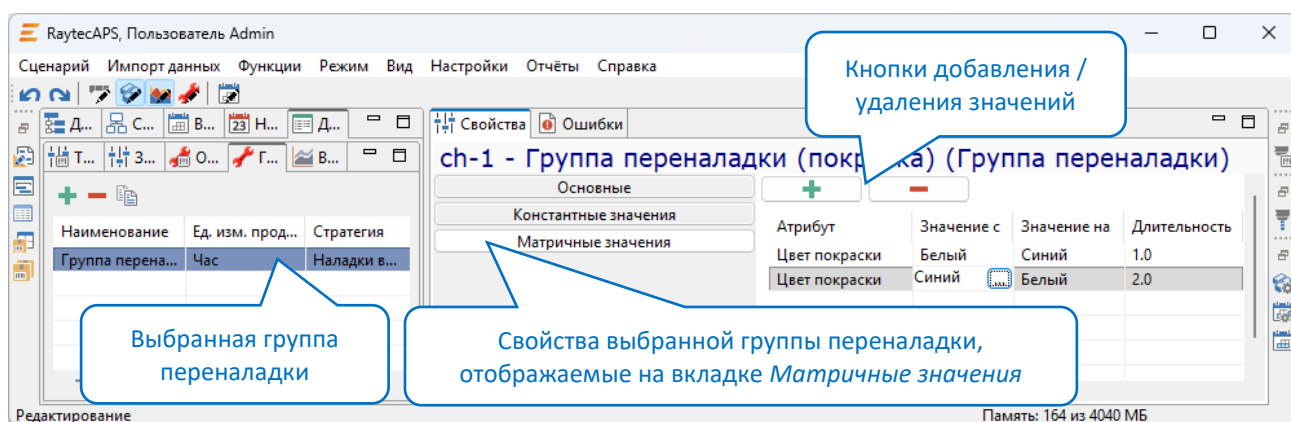 RaytecAPS, Пользователь Admin
Сценарий Импорт данных Функции Режим Вид Настройки Отчёты Справка
Кнопки добавления /
удаления значений
Д... С... В... 23 Н... Д...
Свойства Ошибки
Т... З... О... Г... В...
ch-1 - Группа переналадки (покр ка) (Группа переналадки)
Основные
Константные значения
Матричные значения
Наименование Ед. изм. прод... Стратегия
Группа перена... Час Наладки в...
Атрибут Значение с Значение на Длительность
Цвет покраски Белый Синий 1.0
Цвет покраски Синий ... Белый 2.0
Выбранная группа
переналадки
Свойства выбранной группы переналадки,
отображаемые на вкладке Матричные значения
Редактирование
Память: 164 из 4040 МБ